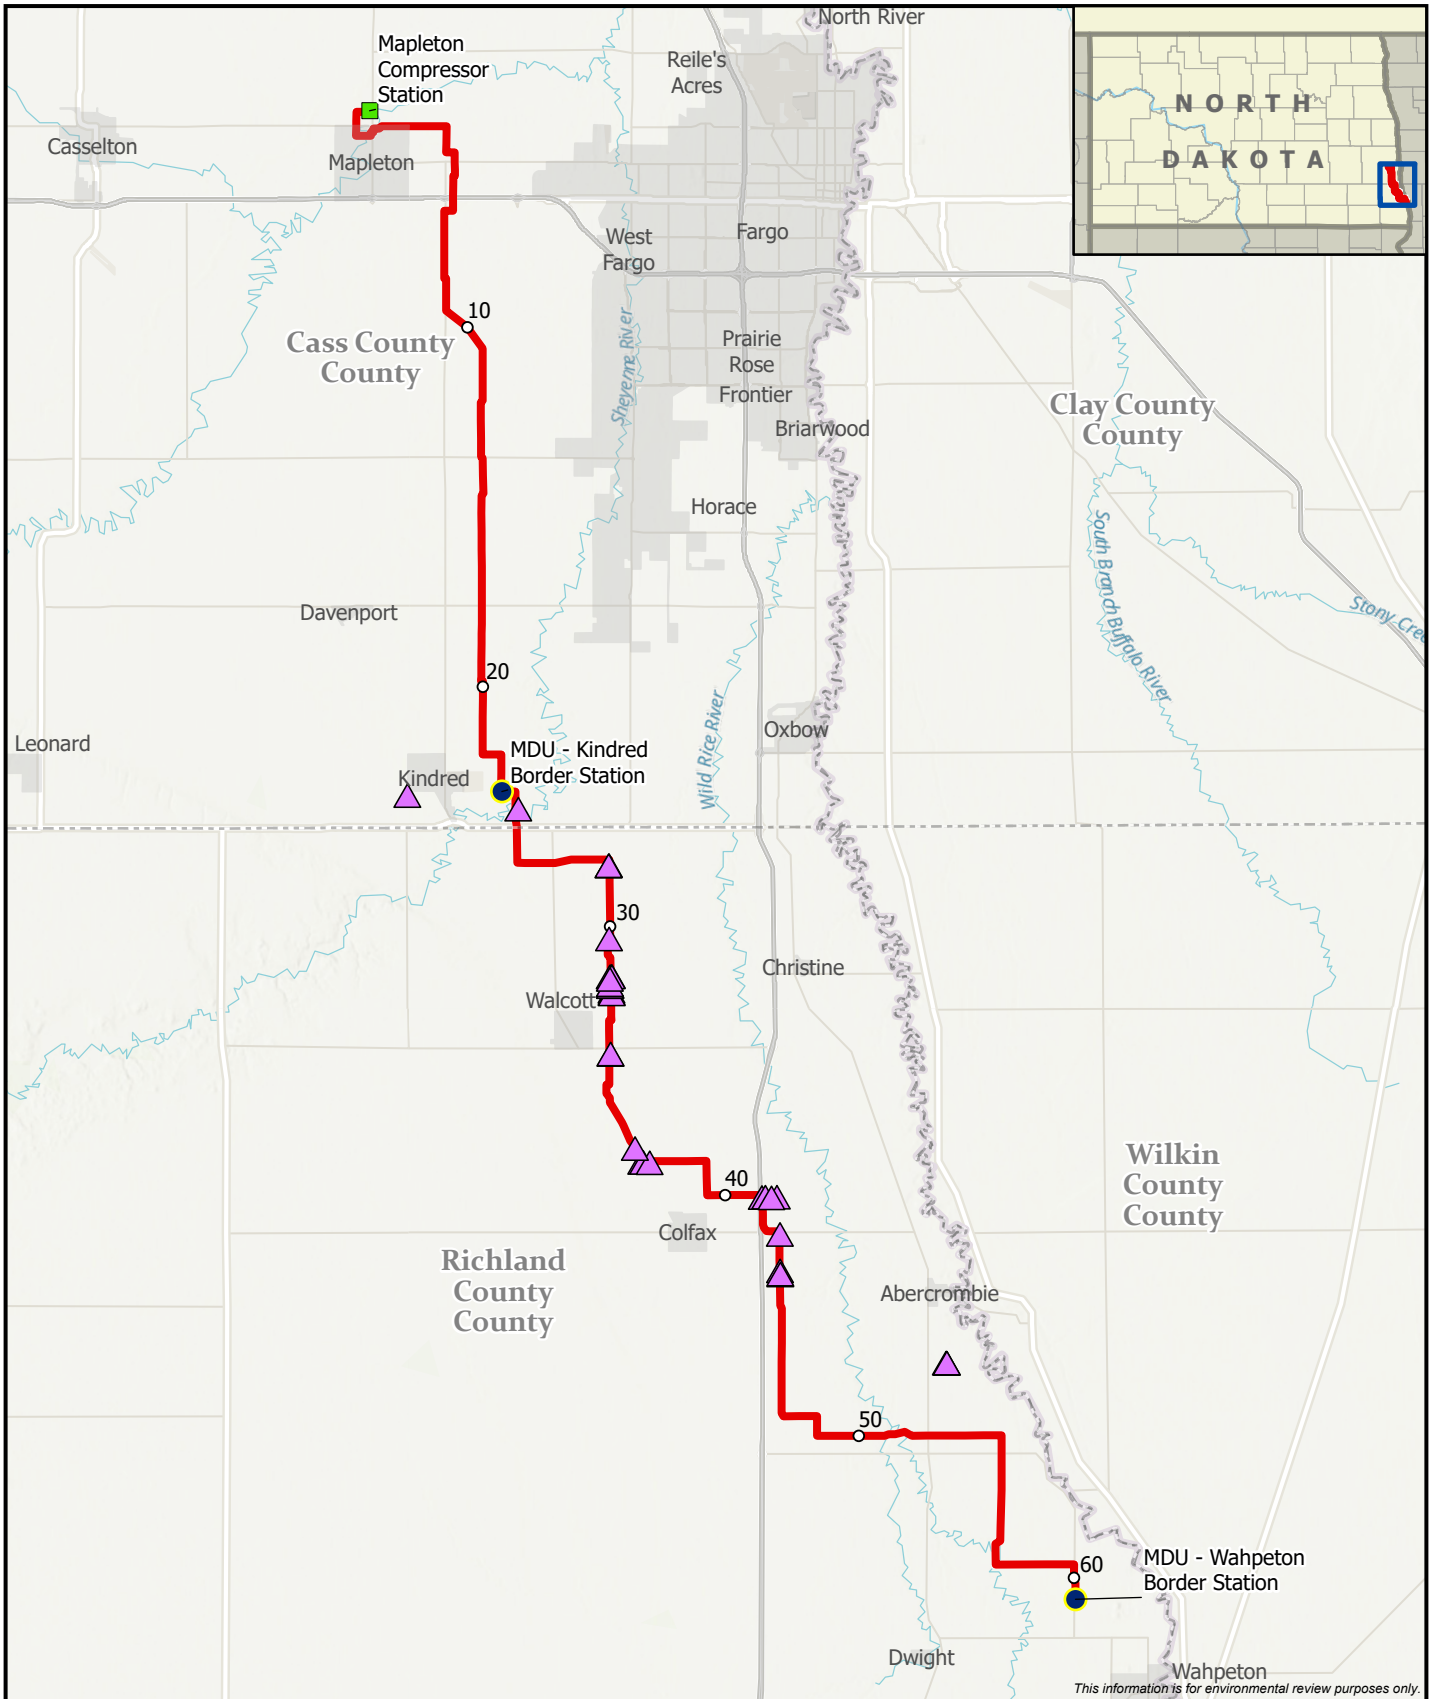 North River
Mapleton
Compressor
Station
Reile's
Acres
NORTH
DAKOTA
Casselton
Mapleton
West
Fargo
Fargo
10
Cass County
County
Sheyenne River
Prairie
Rose
Frontier
Briarwood
Clay County
County
Horace
South Branch Buffalo River
Stony Cree
Davenport
20
Wild Rice River
Leonard
Oxbow
MDU - Kindred
Border Station
Kindred
30
Christine
Walcott
Wilkin
County
County
40
Colfax
Richland
County
County
Abercrombie
50
60
MDU - Wahpeton
Border Station
Dwight
Wahpeton
This information is for environmental review purposes only.